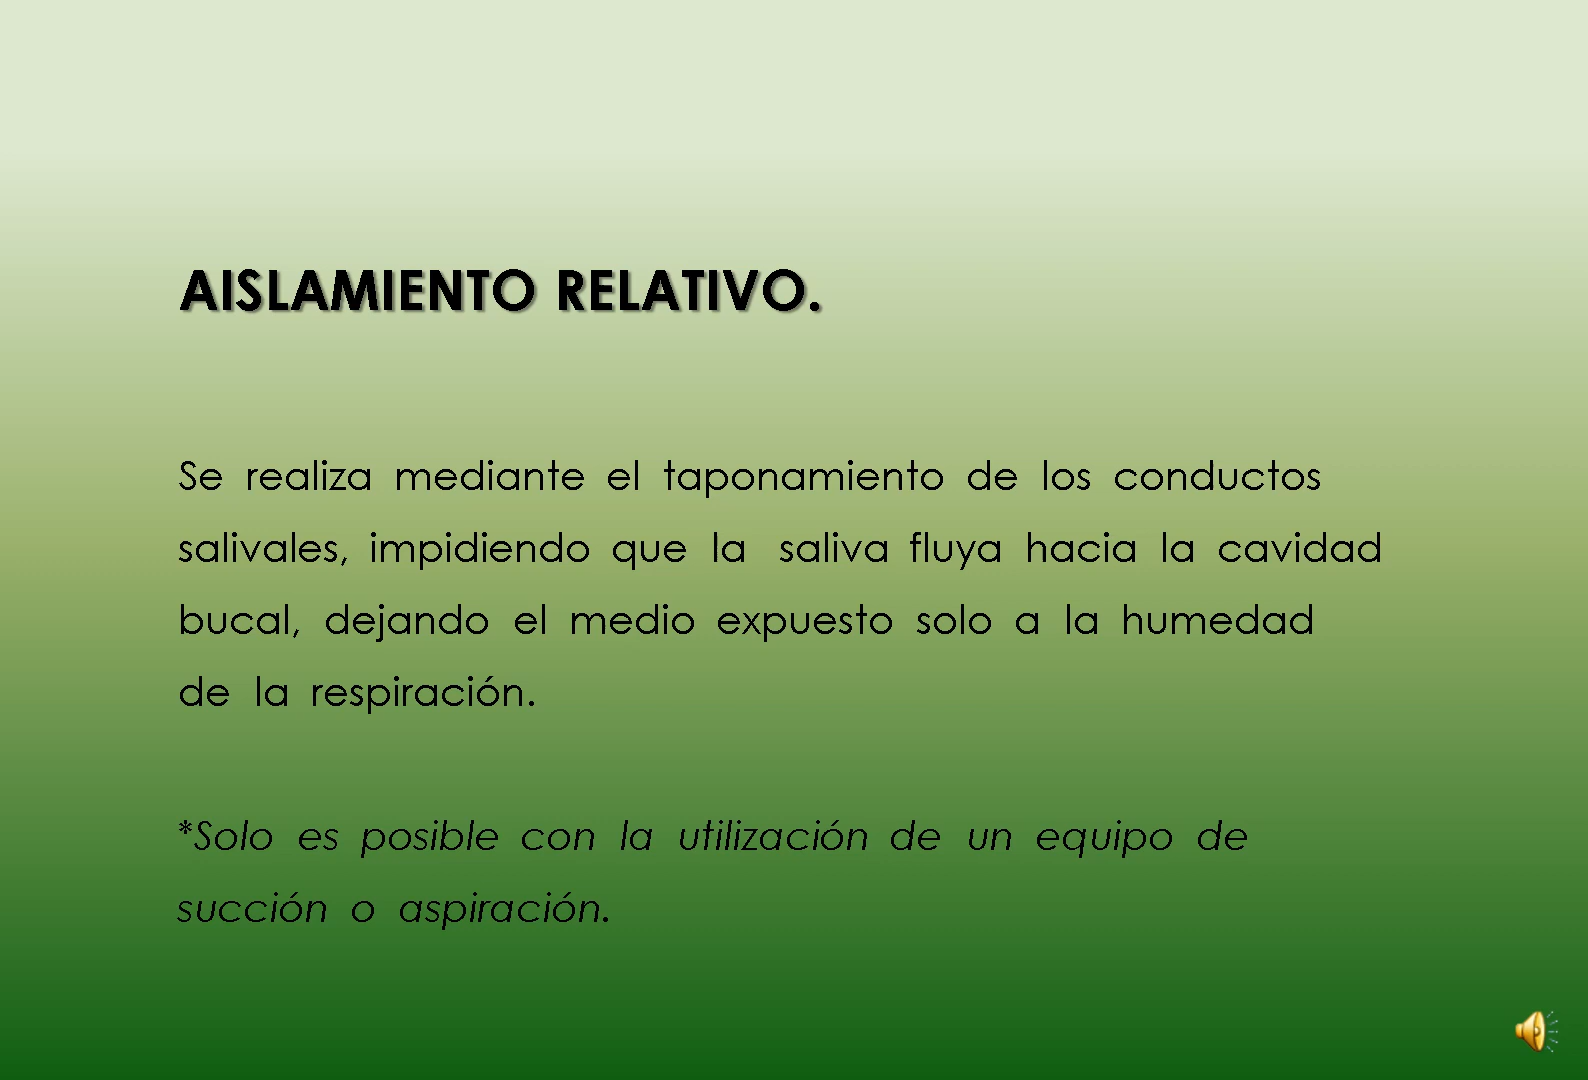 AISLAMIENTO RELATIVO.
Se realiza mediante el taponamiento de los conductos
salivales, impidiendo que la saliva fluya hacia la cavidad
bucal, dejando el medio expuesto solo a la humedad
de la respiración.
*Solo es posible con la utilización de un equipo de
succión o aspiración.